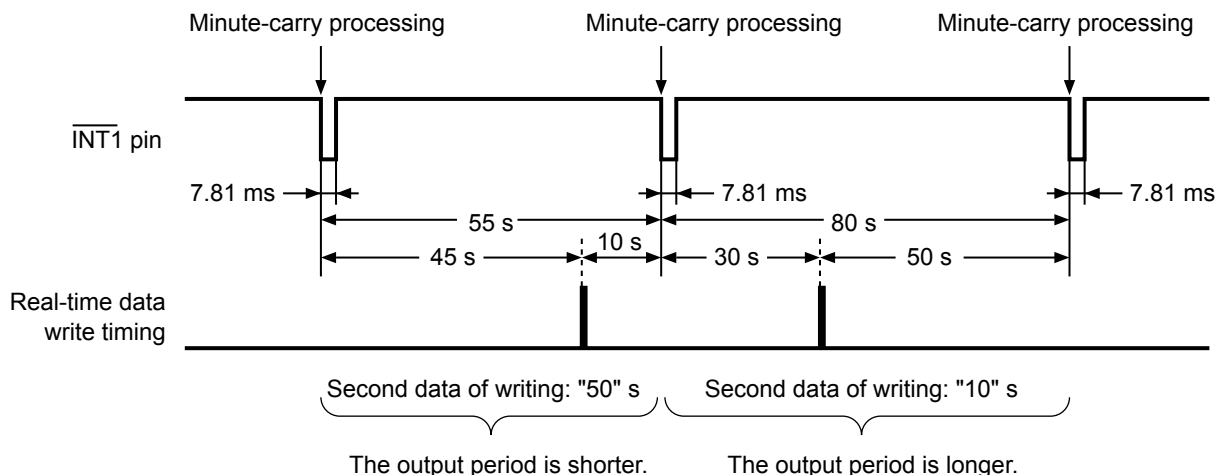 Minute-carry processing Minute-carry processing Minute-carry processing
INT1 pin
7.81 ms 7.81 ms 7.81 ms
55 s 80 s
45 s 10 s 30 s 50 s
Real-time data
write timing
Second data of writing: "50" s Second data of writing: "10" s
The output period is shorter. The output period is longer.